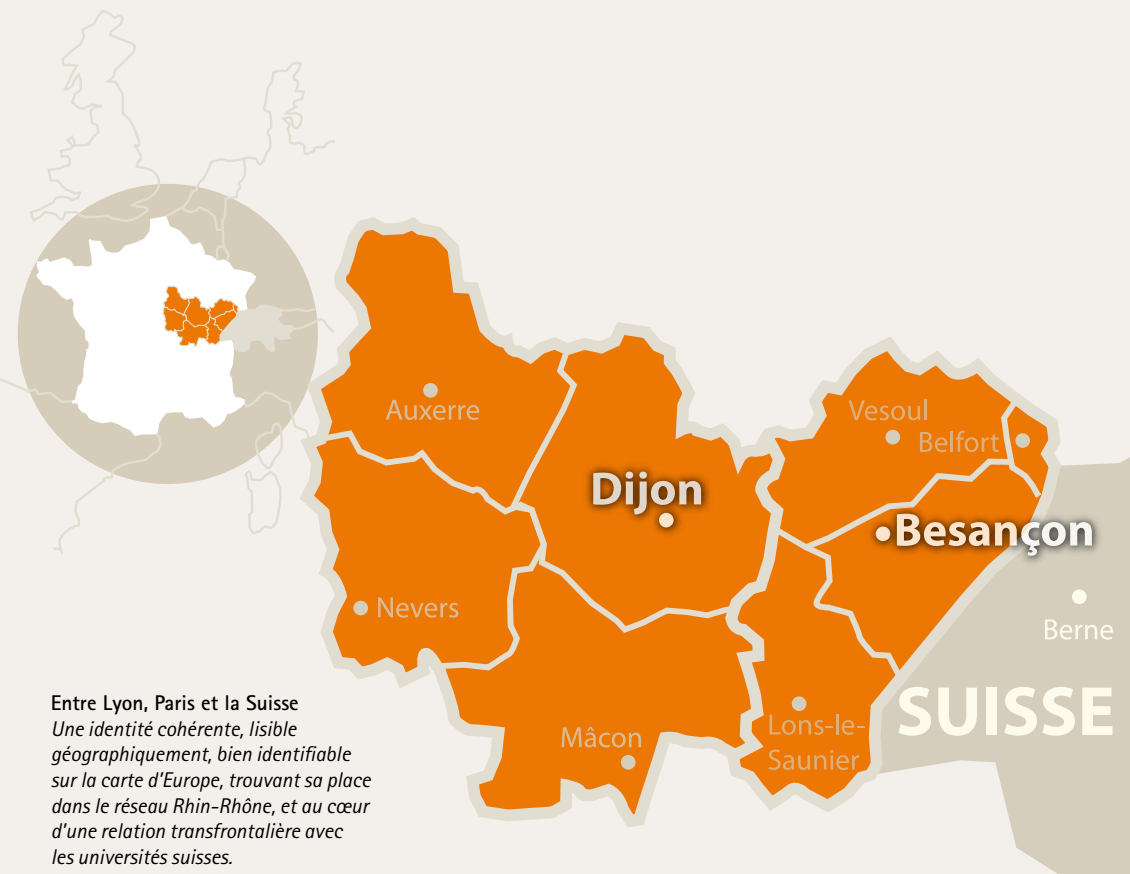 Auxerre
Vesoul
Belfort
Dijon
Besançon
Nevers
Berne
SUISSE
Mâcon
Lons-le-
Saunier
Entre Lyon, Paris et la Suisse
Une identité cohérente, lisible
géographiquement, bien identifiable
sur la carte d'Europe, trouvant sa place
dans le réseau Rhin-Rhône, et au cœur
d'une relation transfrontalière avec
les universités suisses.